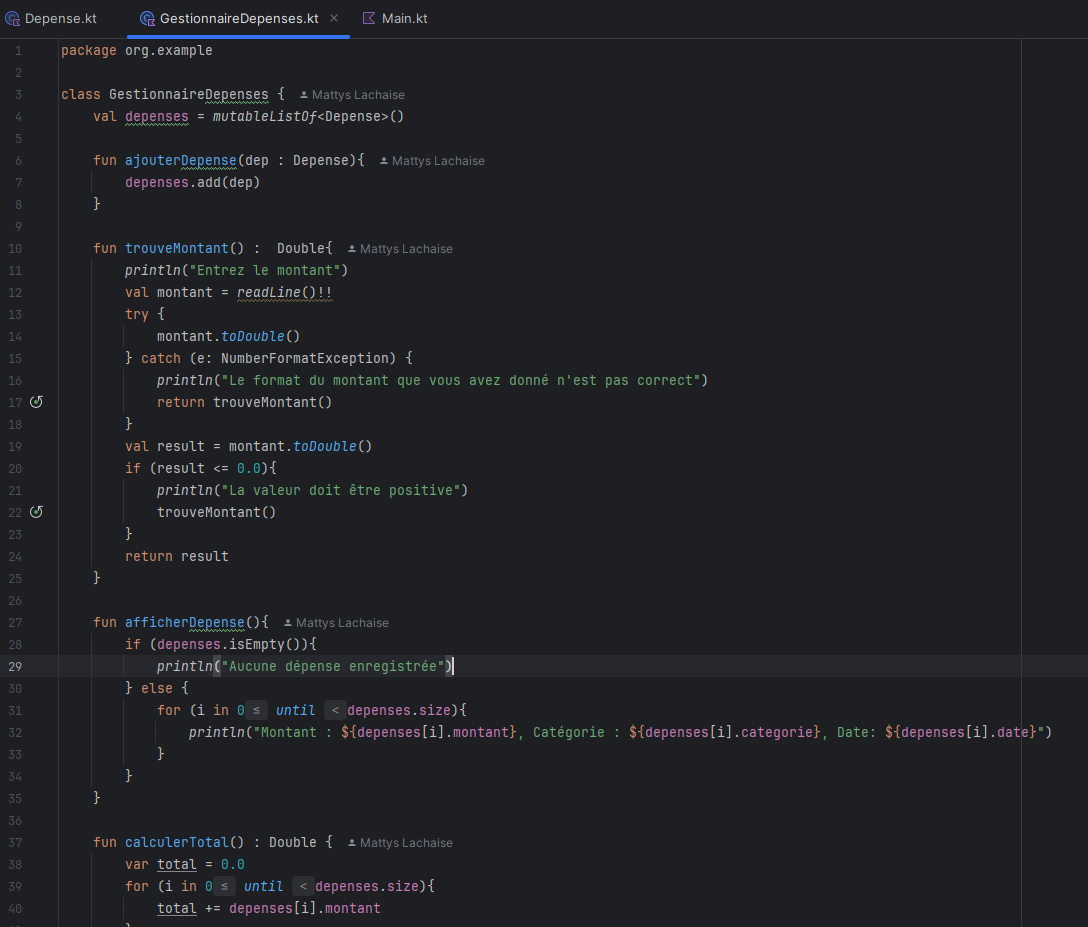 Depense.kt GestionnaireDepenses.kt × Main.kt
1 package org.example
2
3 class GestionnaireDepenses { Mattys Lachaise
4 val depenses = mutableListOf<Depense>()
5
6 fun ajouterDepense(dep : Depense){ Mattys Lachaise
7 depenses.add(dep)
8 }
9
10 fun trouveMontant() :  Double{ Mattys Lachaise
11 println("Entrez le montant")
12 val montant = readLine()!!
13 try {
14 montant.toDouble()
15 } catch (e: NumberFormatException) {
16 println("Le format du montant que vous avez donné n'est pas correct")
17 return trouveMontant()
18 }
19 val result = montant.toDouble()
20 if (result <= 0.0){
21 println("La valeur doit être positive")
22 trouveMontant()
23 }
24 return result
25 }
26
27 fun afficherDepense(){ Mattys Lachaise
28 if (depenses.isEmpty()){
29 println("Aucune dépense enregistrée")
30 } else {
31 for (i in 0 ≤ until < depenses.size){
32 println("Montant : ${depenses[i].montant}, Catégorie : ${depenses[i].categorie}, Date: ${depenses[i].date}")
33 }
34 }
35 }
36
37 fun calculerTotal() : Double { Mattys Lachaise
38 var total = 0.0
39 for (i in 0 ≤ until < depenses.size){
40 total += depenses[i].montant